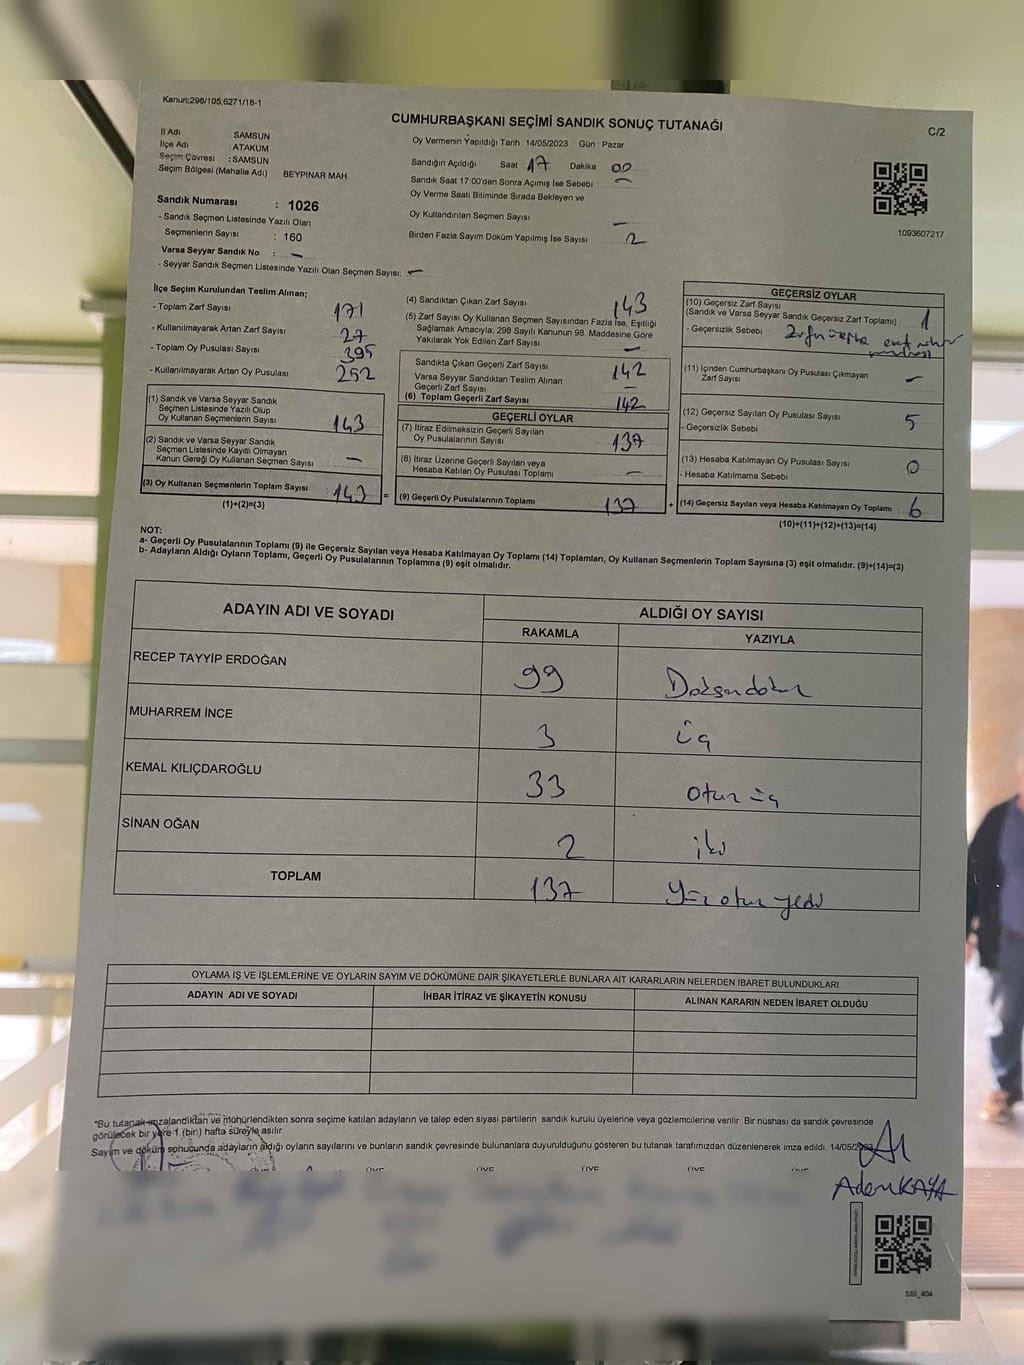 Kanun;298/105,6271/18-1
CUMHURBAŞKANI SEÇİMİ SANDIK SONUÇ TUTANAĞI
C/2
İl Adı SAMSUN
İlçe Adı ATAKUM
Seçim Çevresi : SAMSUN
Seçim Bölgesi (Mahalle Adı) BEYPINAR MAH.
Sandık Numarası : 1026
- Sandık Seçmen Listesinde Yazılı Olan
Seçmenlerin Sayısı : 160
Varsa Seyyar Sandık No : —
- Seyyar Sandık Seçmen Listesinde Yazılı Olan Seçmen Sayısı: —
Oy Vermenin Yapıldığı Tarih : 14/05/2023 Gün : Pazar
Sandığın Açıldığı Saat 17 Dakika 00
Sandık Saat 17:00'den Sonra Açımış İse Sebebi —
Oy Verme Saati Bitiminde Sırada Bekleyen ve
Oy Kullandırılan Seçmen Sayısı —
Birden Fazla Sayım Döküm Yapılmış İse Sayısı 2
1093607217
İlçe Seçim Kurulundan Teslim Alınan;
- Toplam Zarf Sayısı 171
- Kullanılmayarak Artan Zarf Sayısı 27
- Toplam Oy Pusulası Sayısı 395
- Kullanılmayarak Artan Oy Pusulası 252
(1) Sandık ve Varsa Seyyar Sandık
Seçmen Listesinde Yazılı Olup
Oy Kullanan Seçmenlerin Sayısı 143
(2) Sandık ve Varsa Seyyar Sandık
Seçmen Listesinde Kayıtlı Olmayan
Kanun Gereği Oy Kullanan Seçmen Sayısı —
(3) Oy Kullanan Seçmenlerin Toplam Sayısı 143 =
(1)+(2)=(3)
(4) Sandıktan Çıkan Zarf Sayısı 143
(5) Zarf Sayısı Oy Kullanan Seçmen Sayısından Fazla İse, Eşitliği
Sağlamak Amacıyla; 298 Sayılı Kanunun 98. Maddesine Göre
Yakılarak Yok Edilen Zarf Sayısı —
Sandıkta Çıkan Geçerli Zarf Sayısı 142
Varsa Seyyar Sandıktan Teslim Alınan
Geçerli Zarf Sayısı —
(6) Toplam Geçerli Zarf Sayısı 142
GEÇERLİ OYLAR
(7) İtiraz Edilmeksizin Geçerli Sayılan
Oy Pusulalarının Sayısı 137
(8) İtiraz Üzerine Geçerli Sayılan veya
Hesaba Katılan Oy Pusulası Toplamı —
(9) Geçerli Oy Pusulalarının Toplamı 137 +
GEÇERSİZ OYLAR
(10) Geçersiz Zarf Sayısı
(Sandık ve Varsa Seyyar Sandık Geçersiz Zarf Toplamı) 1
- Geçersizlik Sebebi
(11) İçinden Cumhurbaşkanı Oy Pusulası Çıkmayan
Zarf Sayısı —
(12) Geçersiz Sayılan Oy Pusulası Sayısı 5
- Geçersizlik Sebebi
(13) Hesaba Katılmayan Oy Pusulası Sayısı 0
- Hesaba Katılmama Sebebi
(14) Geçersiz Sayılan veya Hesaba Katılmayan Oy Toplamı 6
(10)+(11)+(12)+(13)=(14)
NOT:
a- Geçerli Oy Pusulalarının Toplamı (9) ile Geçersiz Sayılan veya Hesaba Katılmayan Oy Toplamı (14) Toplamları, Oy Kullanan Seçmenlerin Toplam Sayısına (3) eşit olmalıdır. (9)+(14)=(3)
b- Adayların Aldığı Oyların Toplamı, Geçerli Oy Pusulalarının Toplamına (9) eşit olmalıdır.
ADAYIN ADI VE SOYADI
ALDIĞI OY SAYISI
RAKAMLA YAZIYLA
RECEP TAYYİP ERDOĞAN 99 Doksandokuz
MUHARREM İNCE 3 üç
KEMAL KILIÇDAROĞLU 33 otuz üç
SİNAN OĞAN 2 iki
TOPLAM 137 Yüz otuz yedi
OYLAMA İŞ VE İŞLEMLERİNE VE OYLARIN SAYIM VE DÖKÜMÜNE DAİR ŞİKAYETLERLE BUNLARA AİT KARARLARIN NELERDEN İBARET BULUNDUKLARI
ADAYIN ADI VE SOYADI İHBAR İTİRAZ VE ŞİKAYETİN KONUSU ALINAN KARARIN NEDEN İBARET OLDUĞU
"Bu tutanak imzalandıktan ve mühürlendikten sonra seçime katılan adayların ve talep eden siyasi partilerin sandık kurulu üyelerine veya gözlemcilerine verilir. Bir nüshası da sandık çevresinde
görülecek bir yere 1 (bir) hafta süreyle asılır.
Sayım ve döküm sonucunda adayların aldığı oyların sayılarını ve bunların sandık çevresinde bulunanlara duyurulduğunu gösteren bu tutanak tarafımızdan düzenlenerek imza edildi. 14/05/2023
ÜYE ÜYE ÜYE ÜYE
Adem KAYA
SSI_404